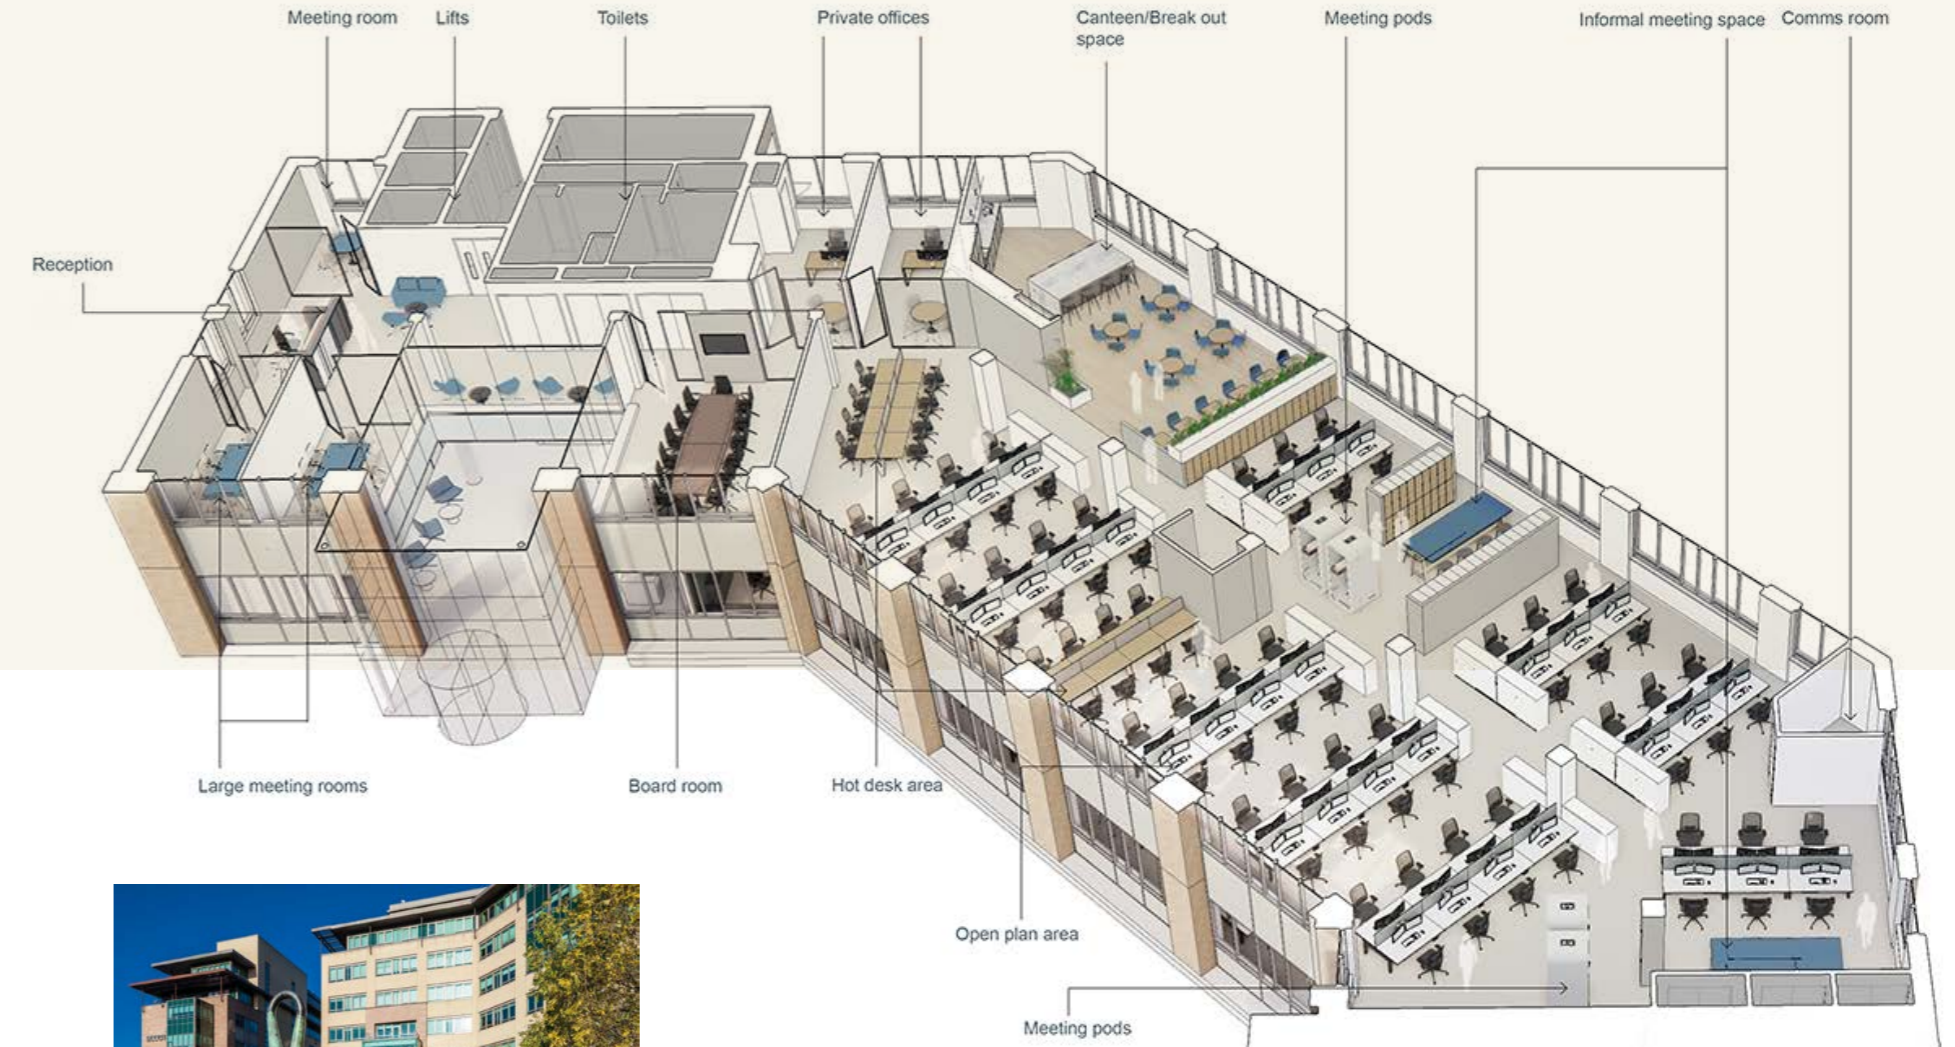 Meeting room
Lifts
Toilets
Private offices
Canteen/Break out
space
Meeting pods
Informal meeting space
Comms room
Reception
Large meeting rooms
Board room
Hot desk area
Open plan area
Meeting pods